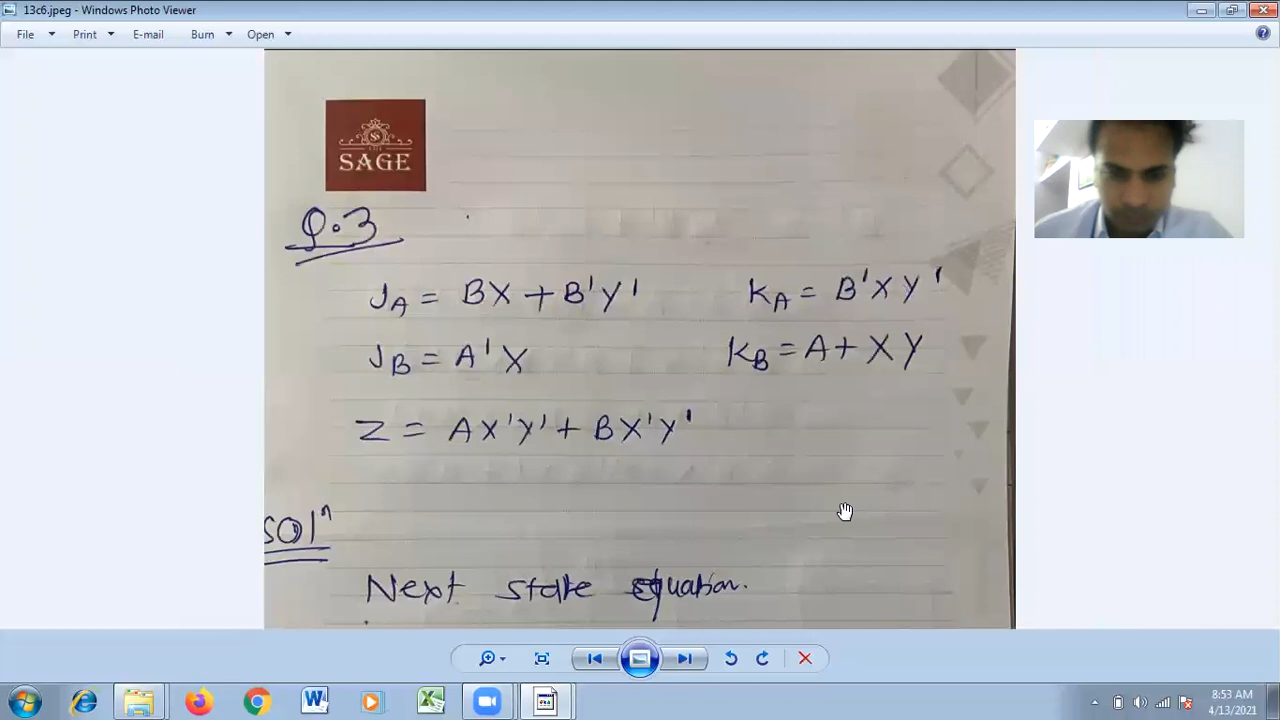 13c6.jpeg - Windows Photo Viewer
File Print E-mail Burn Open
SAGE
Q.3
JA = BX + B'Y' KA = B'XY'
JB = A'X KB = A + XY
Z = AX'Y' + BX'Y'
Solⁿ
Next state equation.
8:53 AM
4/13/2021